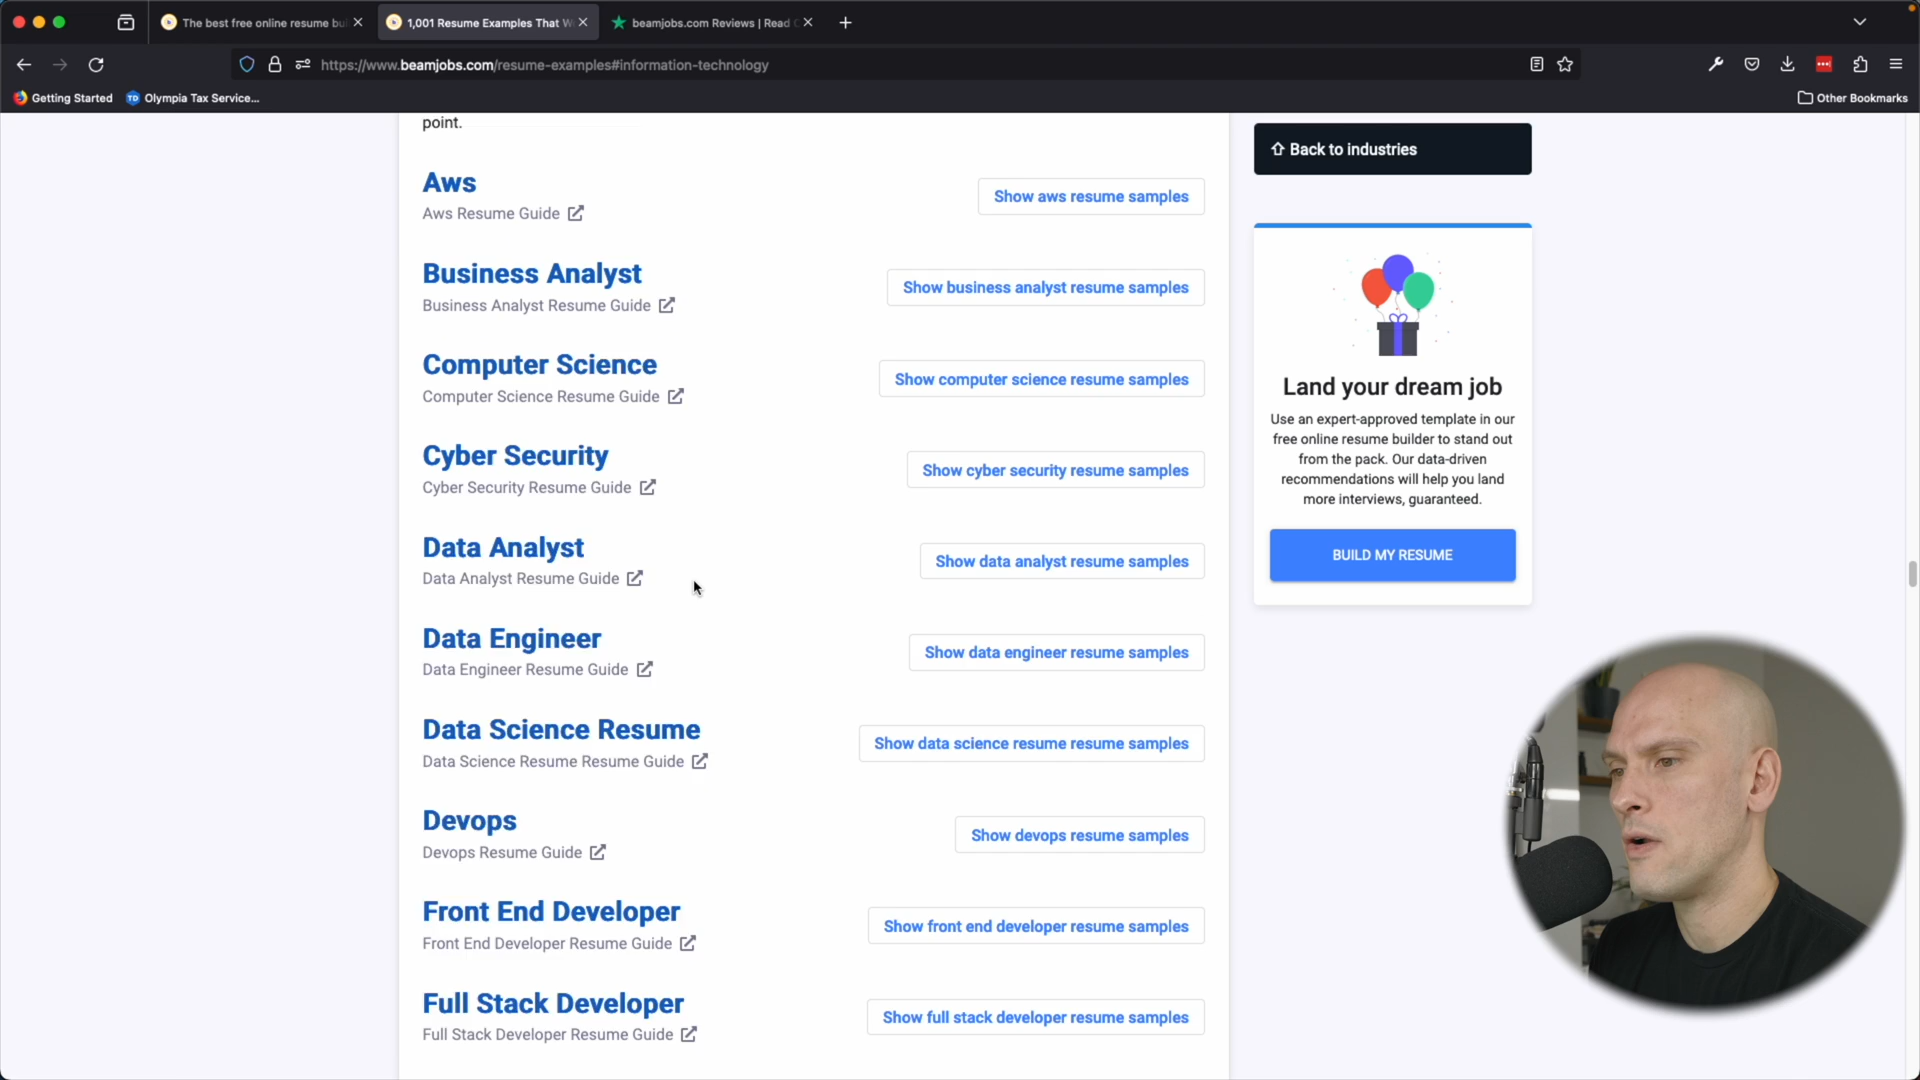 The best free online resume bu
1,001 Resume Examples That W
beamjobs.com Reviews | Read
https://www.beamjobs.com/resume-examples#information-technology
Getting Started
Olympia Tax Service...
Other Bookmarks
point.
Aws
Aws Resume Guide
Show aws resume samples
Business Analyst
Business Analyst Resume Guide
Show business analyst resume samples
Computer Science
Computer Science Resume Guide
Show computer science resume samples
Cyber Security
Cyber Security Resume Guide
Show cyber security resume samples
Data Analyst
Data Analyst Resume Guide
Show data analyst resume samples
Data Engineer
Data Engineer Resume Guide
Show data engineer resume samples
Data Science Resume
Data Science Resume Resume Guide
Show data science resume resume samples
Devops
Devops Resume Guide
Show devops resume samples
Front End Developer
Front End Developer Resume Guide
Show front end developer resume samples
Full Stack Developer
Full Stack Developer Resume Guide
Show full stack developer resume samples
Back to industries
Land your dream job
Use an expert-approved template in our
free online resume builder to stand out
from the pack. Our data-driven
recommendations will help you land
more interviews, guaranteed.
BUILD MY RESUME